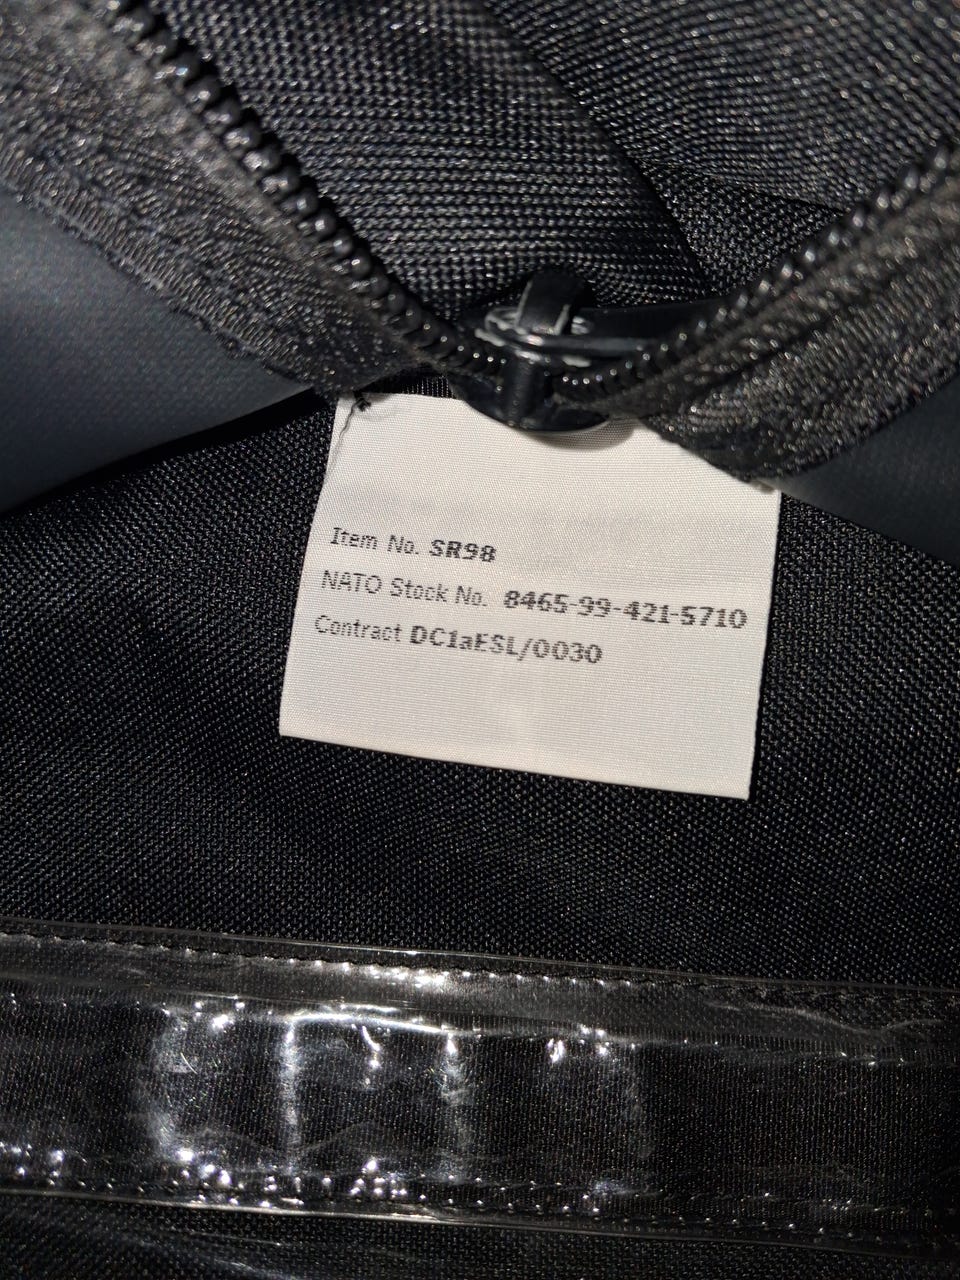 Item No. SR98
NATO Stock No. 8465-99-421-5710
Contract DC1aESL/0030